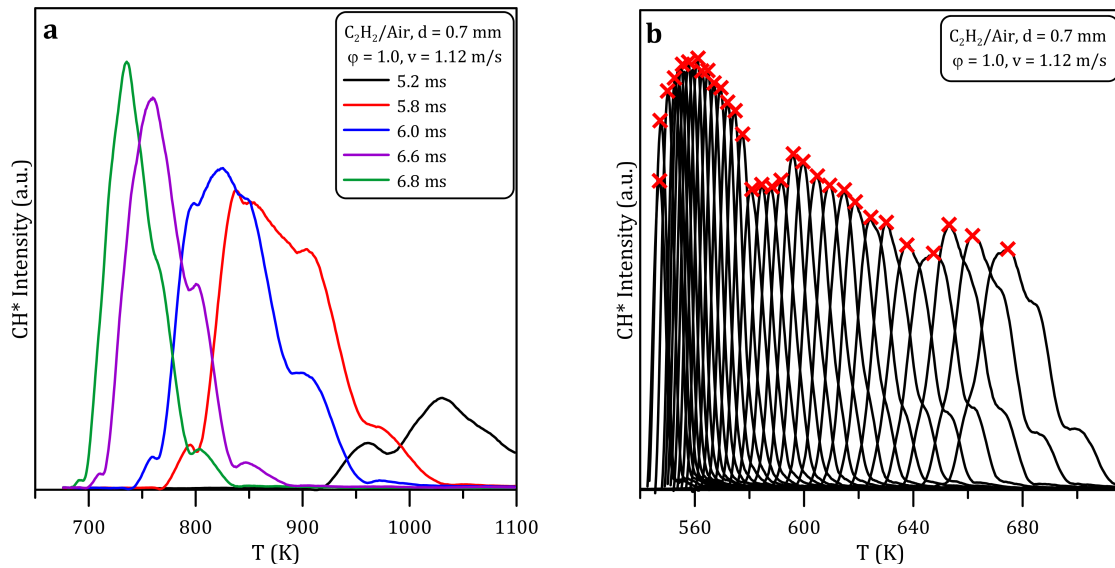 a
C₂H₂/Air, d = 0.7 mm
φ = 1.0, v = 1.12 m/s
5.2 ms
5.8 ms
6.0 ms
6.6 ms
6.8 ms
CH* Intensity (a.u.)
700 800 900 1000 1100
T (K)
b
C₂H₂/Air, d = 0.7 mm
φ = 1.0, v = 1.12 m/s
CH* Intensity (a.u.)
560 600 640 680
T (K)